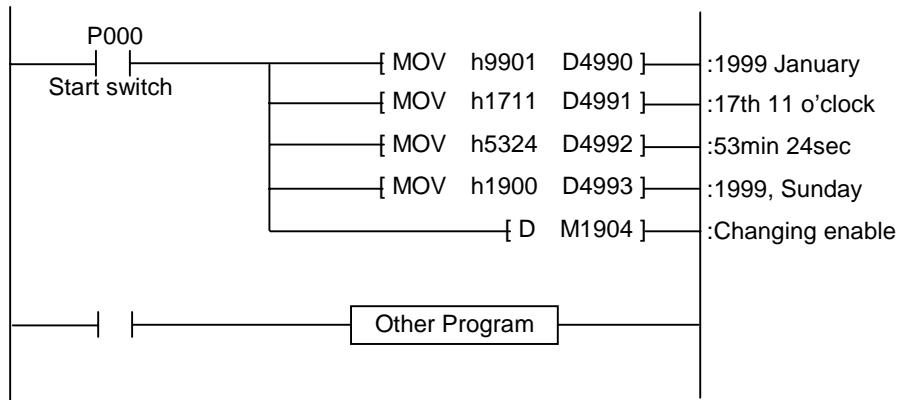 P000
Start switch
[ MOV h9901 D4990 ] :1999 January
[ MOV h1711 D4991 ] :17th 11 o’clock
[ MOV h5324 D4992 ] :53min 24sec
[ MOV h1900 D4993 ] :1999, Sunday
[ D M1904 ] :Changing enable
Other Program